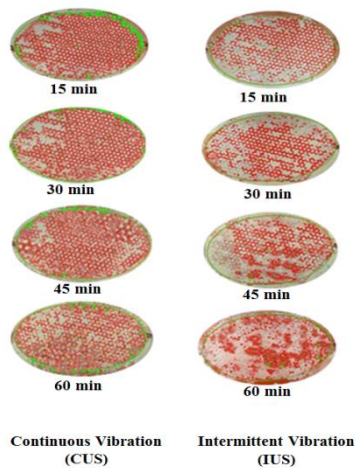 15 min
15 min
30 min
30 min
45 min
45 min
60 min
60 min
Continuous Vibration
(CUS)
Intermittent Vibration
(IUS)